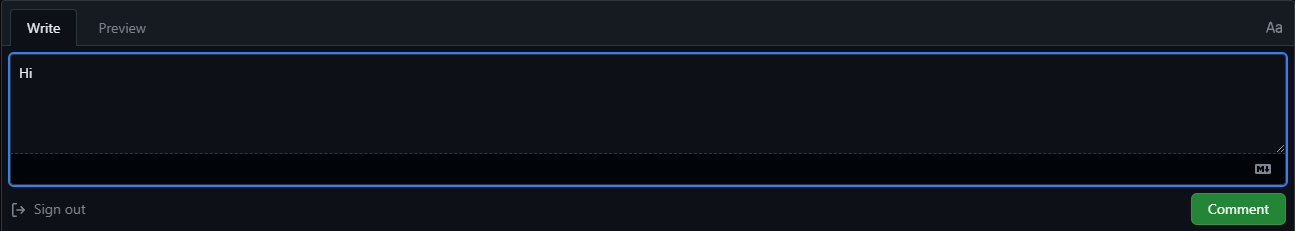 Write Preview Aa
Hi
Sign out Comment